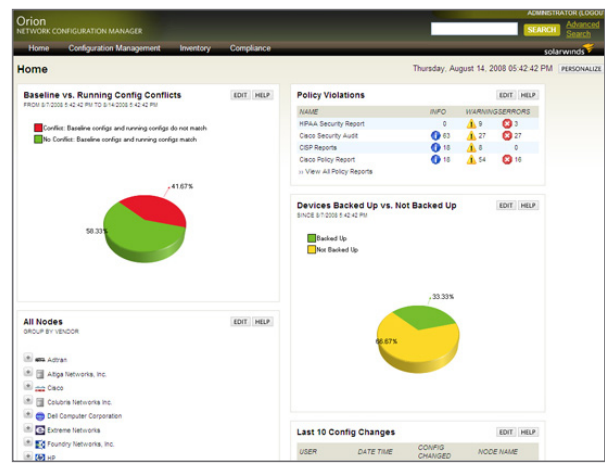 ADMINISTRATOR (LOGOU
Orion
NETWORK CONFIGURATION MANAGER
SEARCH
Advanced
Search
Home Configuration Management Inventory Compliance
solarwinds
Home
Thursday, August 14, 2008 05:42:42 PM
PERSONALIZE
Baseline vs. Running Config Conflicts
EDIT HELP
FROM 8/7/2008 5:42:42 PM TO 8/14/2008 5:42:42 PM
Conflict: Baseline configs and running configs do not match
No Conflict: Baseline configs and running configs match
41.67%
58.33%
All Nodes
EDIT HELP
GROUP BY VENDOR
Adtran
Altiga Networks, Inc.
Cisco
Colubris Networks Inc.
Dell Computer Corporation
Extreme Networks
Foundry Networks, Inc.
HP
Policy Violations
EDIT HELP
NAME INFO WARNINGS ERRORS
HIPAA Security Report 0 9 3
Cisco Security Audit 63 27 27
CISP Reports 18 8 0
Cisco Policy Report 18 54 18
View All Policy Reports
Devices Backed Up vs. Not Backed Up
EDIT HELP
SINCE 8/7/2008 5:42:42 PM
Backed Up
Not Backed Up
33.33%
66.67%
Last 10 Config Changes
EDIT HELP
USER DATE TIME CONFIG CHANGED NODE NAME